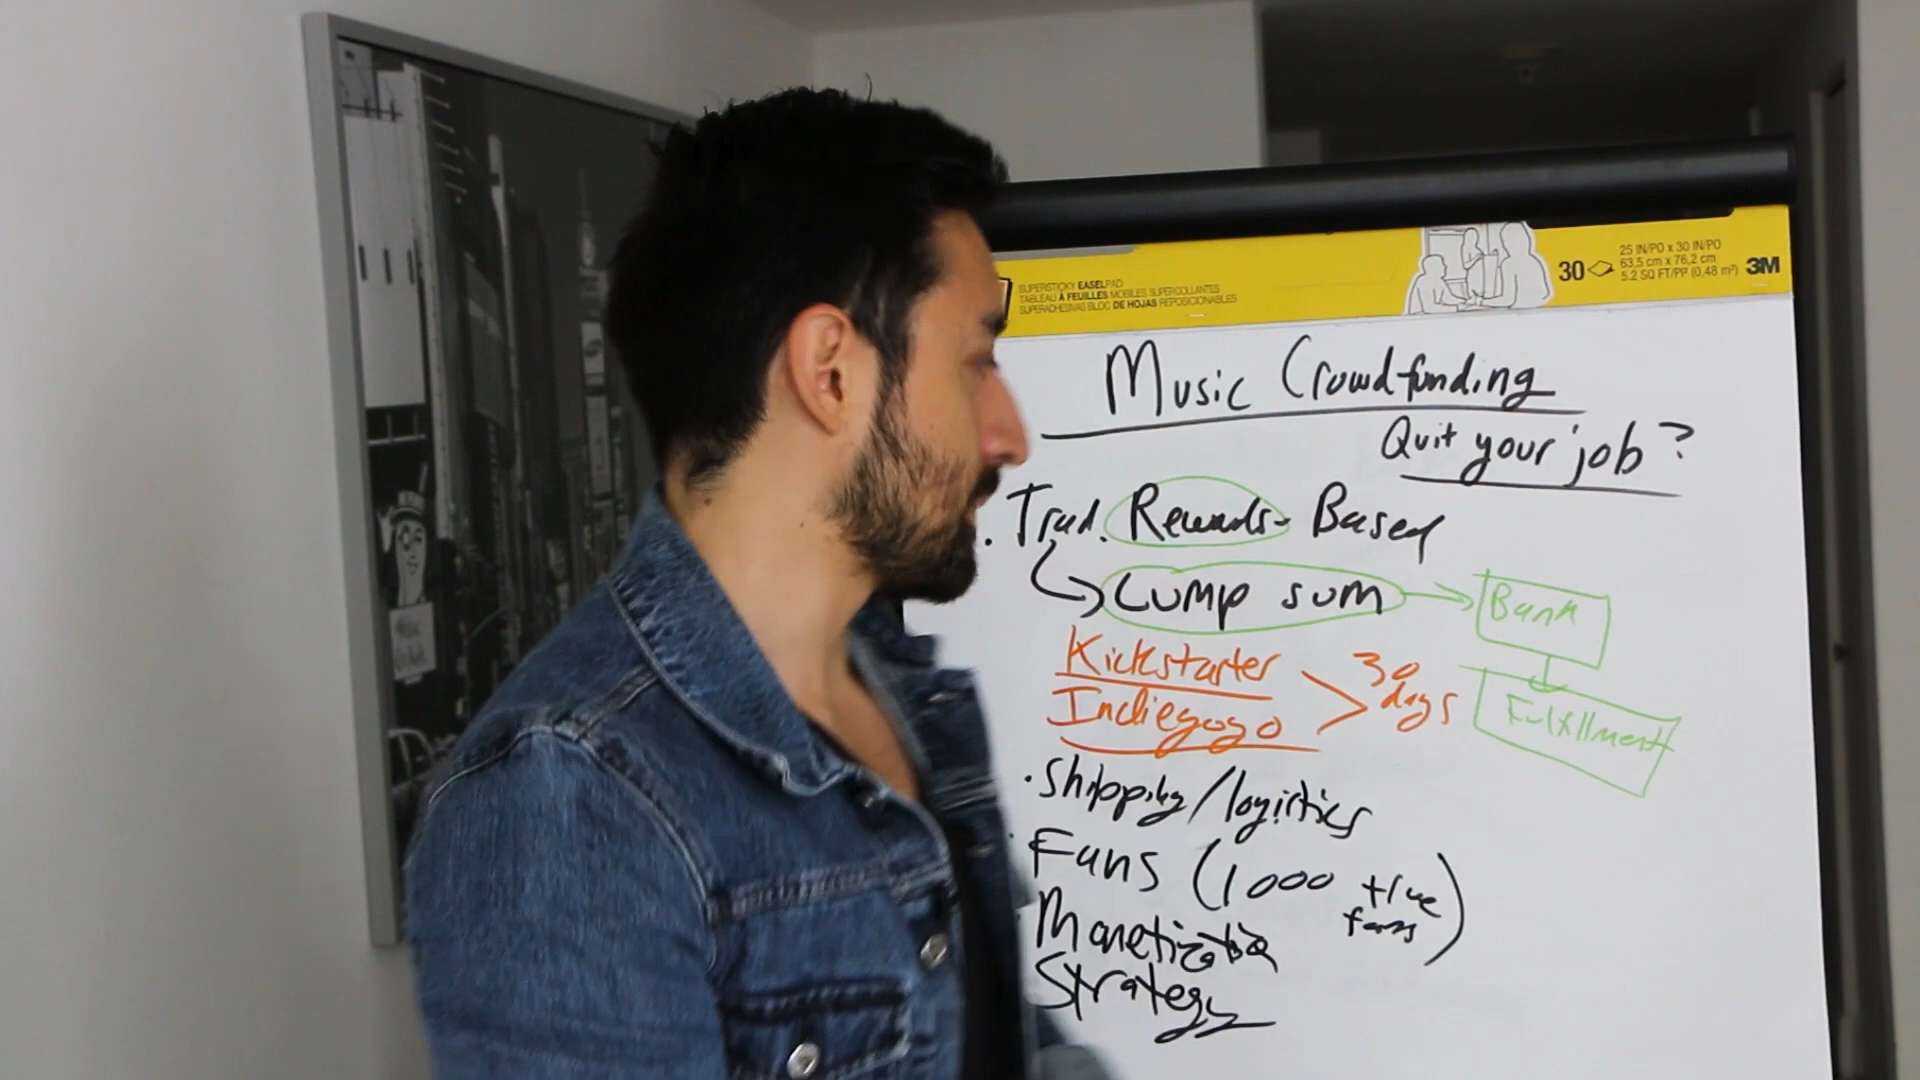 SUPERSTICKY EASELPAD
TABLEAU À FEUILLES MOBILES SUPERCOLLANTES
SUPERADHESIVAS BLOC DE HOJAS REPOSICIONABLES
30
25 IN/PO x 30 IN/PO
63,5 cm x 76,2 cm
5.2 SQ FT/PP (0,48 m²)
3M
Music Crowdfunding
Quit your job?
. Trad. Rewards-Based
Lump sum
Bank
Kickstarter
Indiegogo
30 days
Fulfillment
. shipping/logistics
. Fans (1000 true fans)
. Monetization
Strategy